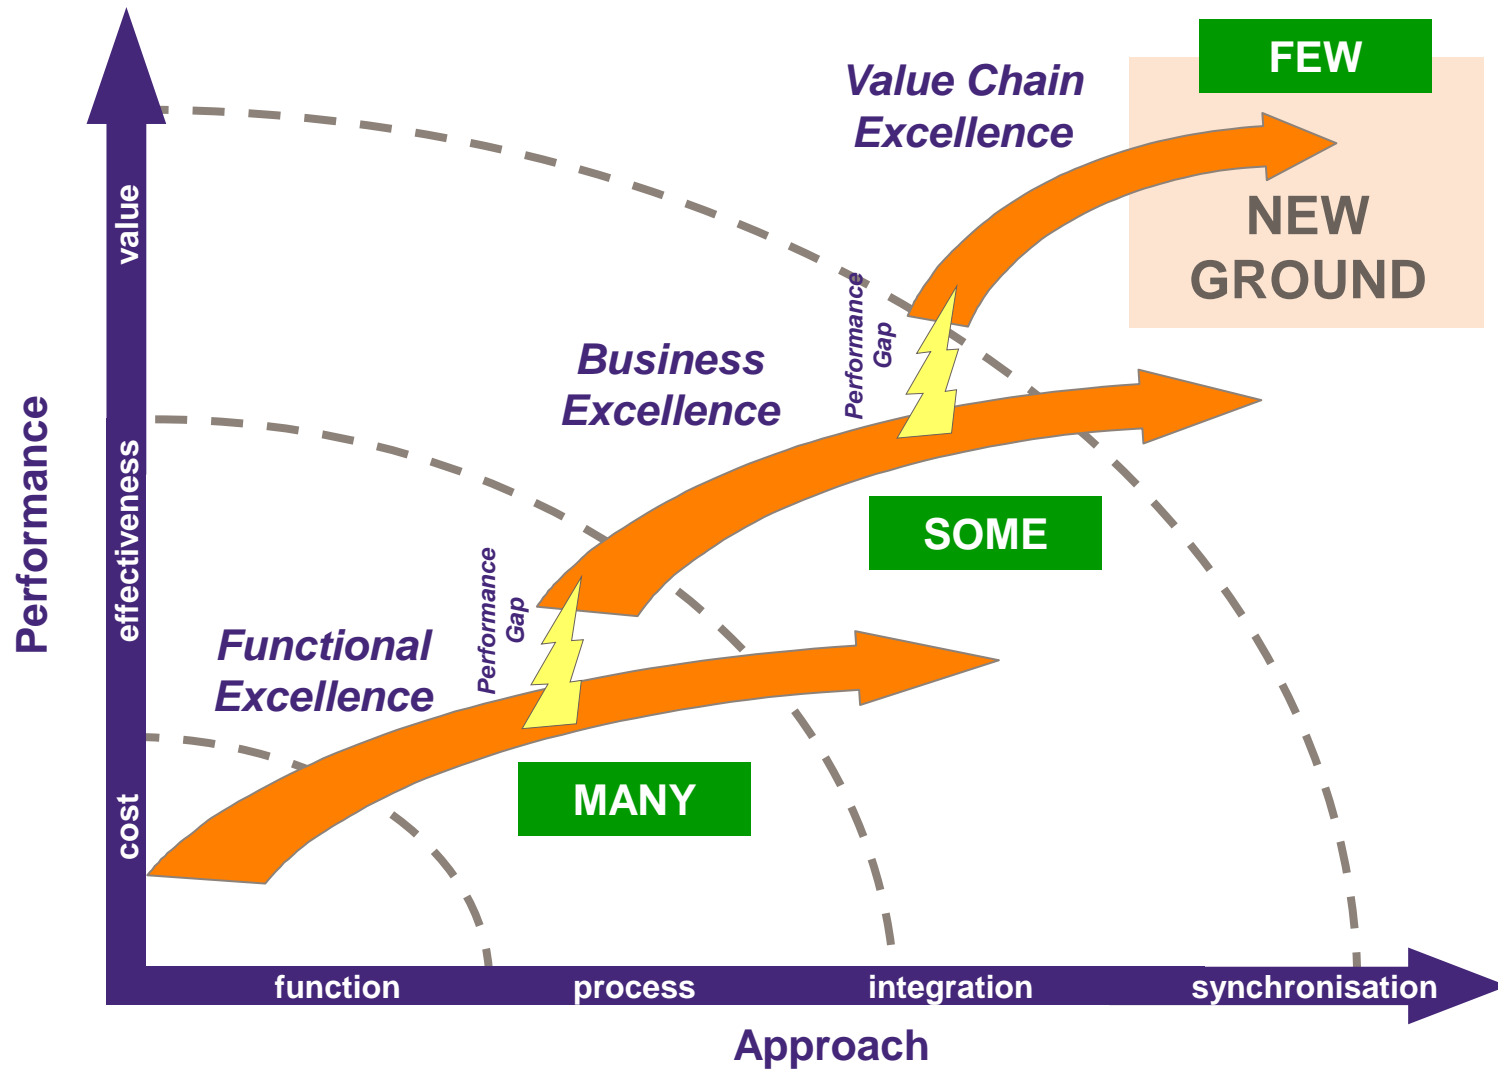 FEW
Value Chain
Excellence
NEW
GROUND
value
Performance
Gap
Business
Excellence
effectiveness
Performance
SOME
Performance
Gap
Functional
Excellence
MANY
cost
function process integration synchronisation
Approach